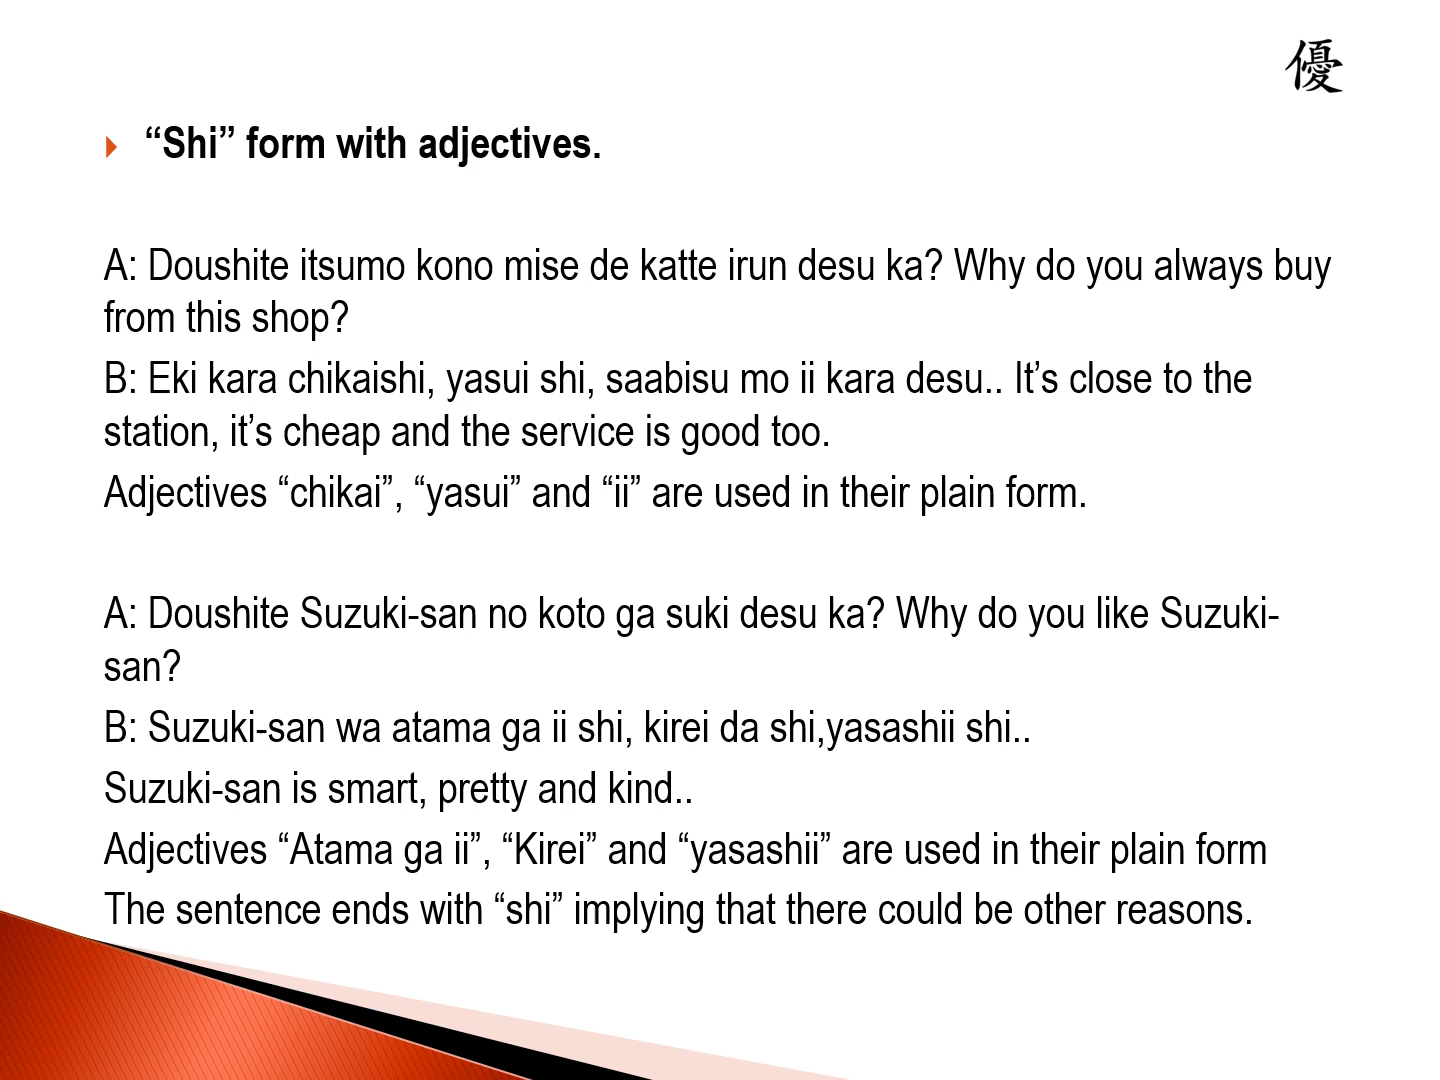 優
“Shi” form with adjectives.
A: Doushite itsumo kono mise de katte irun desu ka? Why do you always buy
from this shop?
B: Eki kara chikaishi, yasui shi, saabisu mo ii kara desu.. It’s close to the
station, it’s cheap and the service is good too.
Adjectives “chikai”, “yasui” and “ii” are used in their plain form.
A: Doushite Suzuki-san no koto ga suki desu ka? Why do you like Suzuki-
san?
B: Suzuki-san wa atama ga ii shi, kirei da shi,yasashii shi..
Suzuki-san is smart, pretty and kind..
Adjectives “Atama ga ii”, “Kirei” and “yasashii” are used in their plain form
The sentence ends with “shi” implying that there could be other reasons.